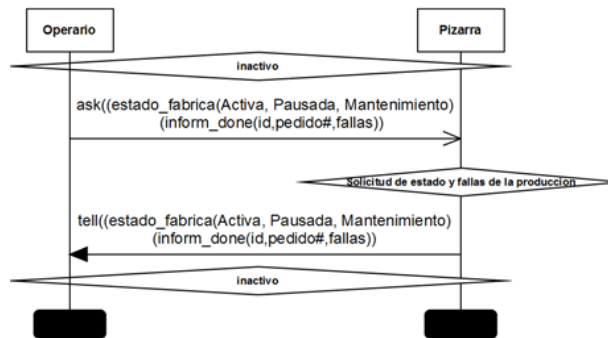 Operario
Pizarra
inactivo
ask((estado_fabrica(Activa, Pausada, Mantenimiento)
(inform_done(id,pedido#,fallas))
Solicitud de estado y fallas de la produccion
tell((estado_fabrica(Activa, Pausada, Mantenimiento)
(inform_done(id,pedido#,fallas))
inactivo